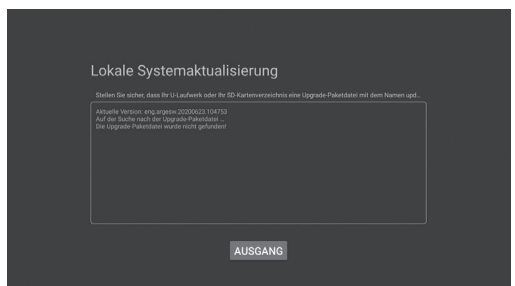 Lokale Systemaktualisierung
Stellen Sie sicher, dass Ihr U-Laufwerk oder Ihr SD-Kartenverzeichnis eine Upgrade-Paketdatei mit dem Namen upd...
Aktuelle Version: eng.argesw.20200623.104753
Auf der Suche nach der Upgrade-Paketdatei ...
Die Upgrade-Paketdatei wurde nicht gefunden!
AUSGANG